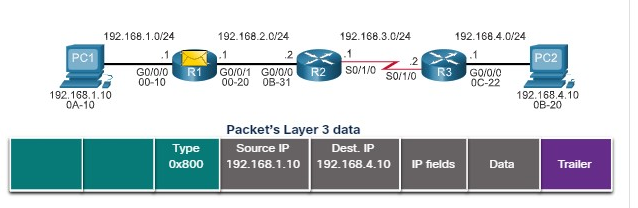 192.168.1.0/24 192.168.2.0/24 192.168.3.0/24 192.168.4.0/24
PC1 .1 R1 .1 .2 R2 .1 .2 R3 .1 PC2
G0/0/0 G0/0/1 G0/0/0 S0/1/0 S0/1/0 G0/0/0
00-10 00-20 0B-31 0C-22
192.168.1.10 192.168.4.10
0A-10 0B-20
Packet's Layer 3 data
Type Source IP Dest. IP
0x800 192.168.1.10 192.168.4.10 IP fields Data Trailer